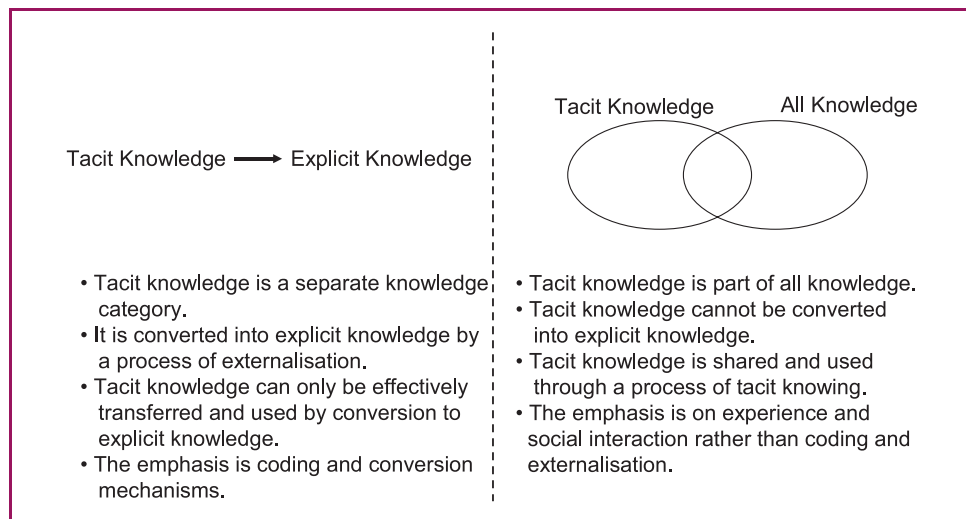 Tacit Knowledge → Explicit Knowledge
• Tacit knowledge is a separate knowledge
category.
• It is converted into explicit knowledge by
a process of externalisation.
• Tacit knowledge can only be effectively
transferred and used by conversion to
explicit knowledge.
• The emphasis is coding and conversion
mechanisms.
Tacit Knowledge
All Knowledge
• Tacit knowledge is part of all knowledge.
• Tacit knowledge cannot be converted
into explicit knowledge.
• Tacit knowledge is shared and used
through a process of tacit knowing.
• The emphasis is on experience and
social interaction rather than coding and
externalisation.